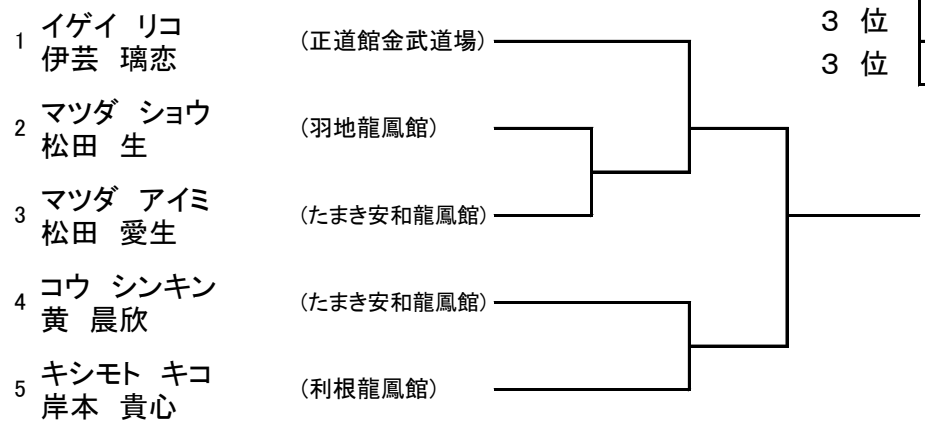 ３　位
３　位
1
イゲイ　リコ
伊芸　璃恋
(正道館金武道場)
2
マツダ　ショウ
松田　生
(羽地龍鳳館)
3
マツダ　アイミ
松田　愛生
(たまき安和龍鳳館)
4
コウ　シンキン
黄　晨欣
(たまき安和龍鳳館)
5
キシモト　キコ
岸本　貴心
(利根龍鳳館)